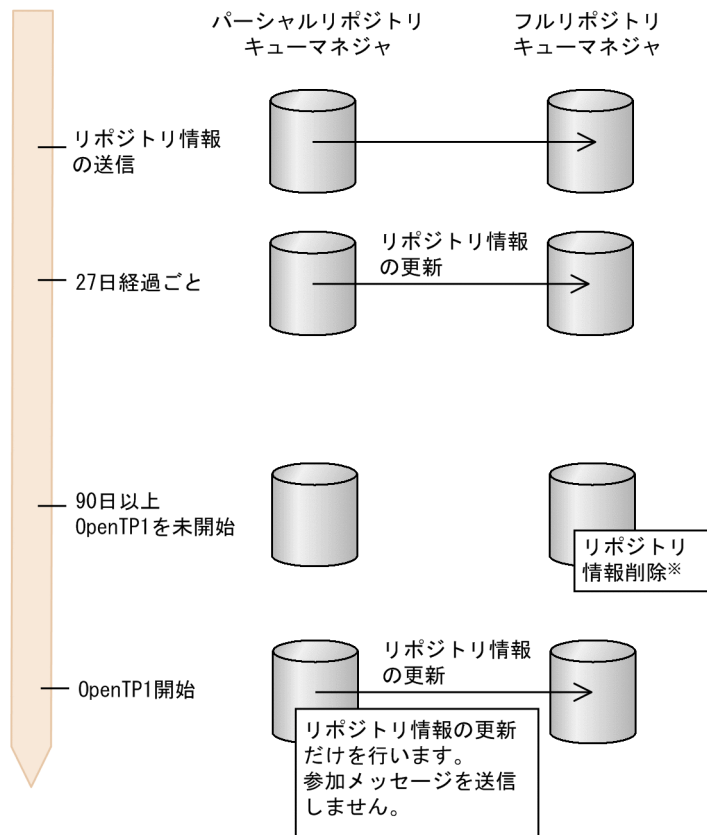 パーシャルリポジトリ
キューマネジャ
フルリポジトリ
キューマネジャ
リポジトリ情報
の送信
リポジトリ情報
の更新
27日経過ごと
90日以上
OpenTP1を未開始
リポジトリ
情報削除※
リポジトリ情報
の更新
OpenTP1開始
リポジトリ情報の更新
だけを行います。
参加メッセージを送信
しません。